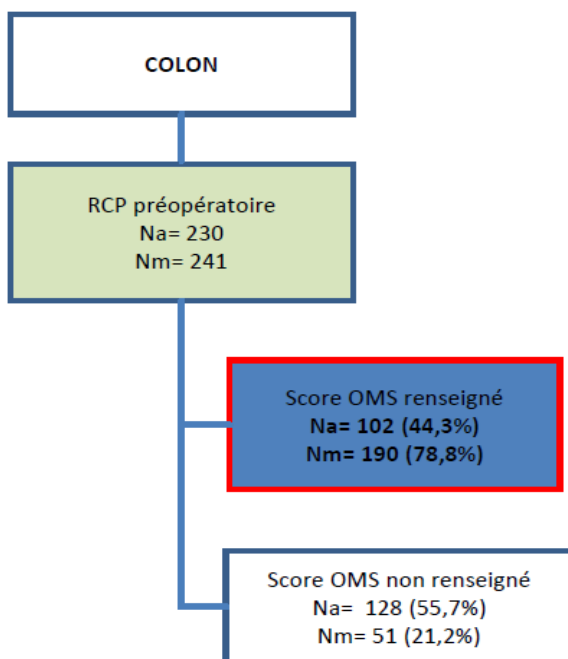 COLON
RCP préopératoire
Na= 230
Nm= 241
Score OMS renseigné
Na= 102 (44,3%)
Nm= 190 (78,8%)
Score OMS non renseigné
Na= 128 (55,7%)
Nm= 51 (21,2%)